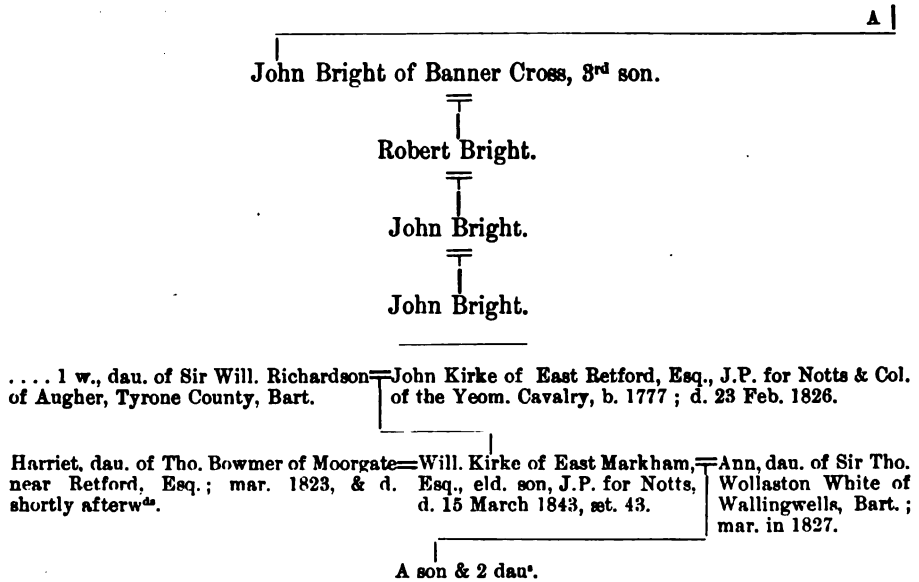 A
John Bright of Banner Cross, 3rd son.
Robert Bright.
John Bright.
John Bright.
.... 1 w., dau. of Sir Will. Richardson
of Augher, Tyrone County, Bart.
John Kirke of East Retford, Esq., J.P. for Notts & Col.
of the Yeom. Cavalry, b. 1777 ; d. 23 Feb. 1826.
Harriet, dau. of Tho. Bowmer of Moorgate
near Retford, Esq. ; mar. 1823, & d.
shortly afterwds.
Will. Kirke of East Markham,
Esq., eld. son, J.P. for Notts,
d. 15 March 1843, æt. 43.
Ann, dau. of Sir Tho.
Wollaston White of
Wallingwells, Bart. ;
mar. in 1827.
A son & 2 daus.